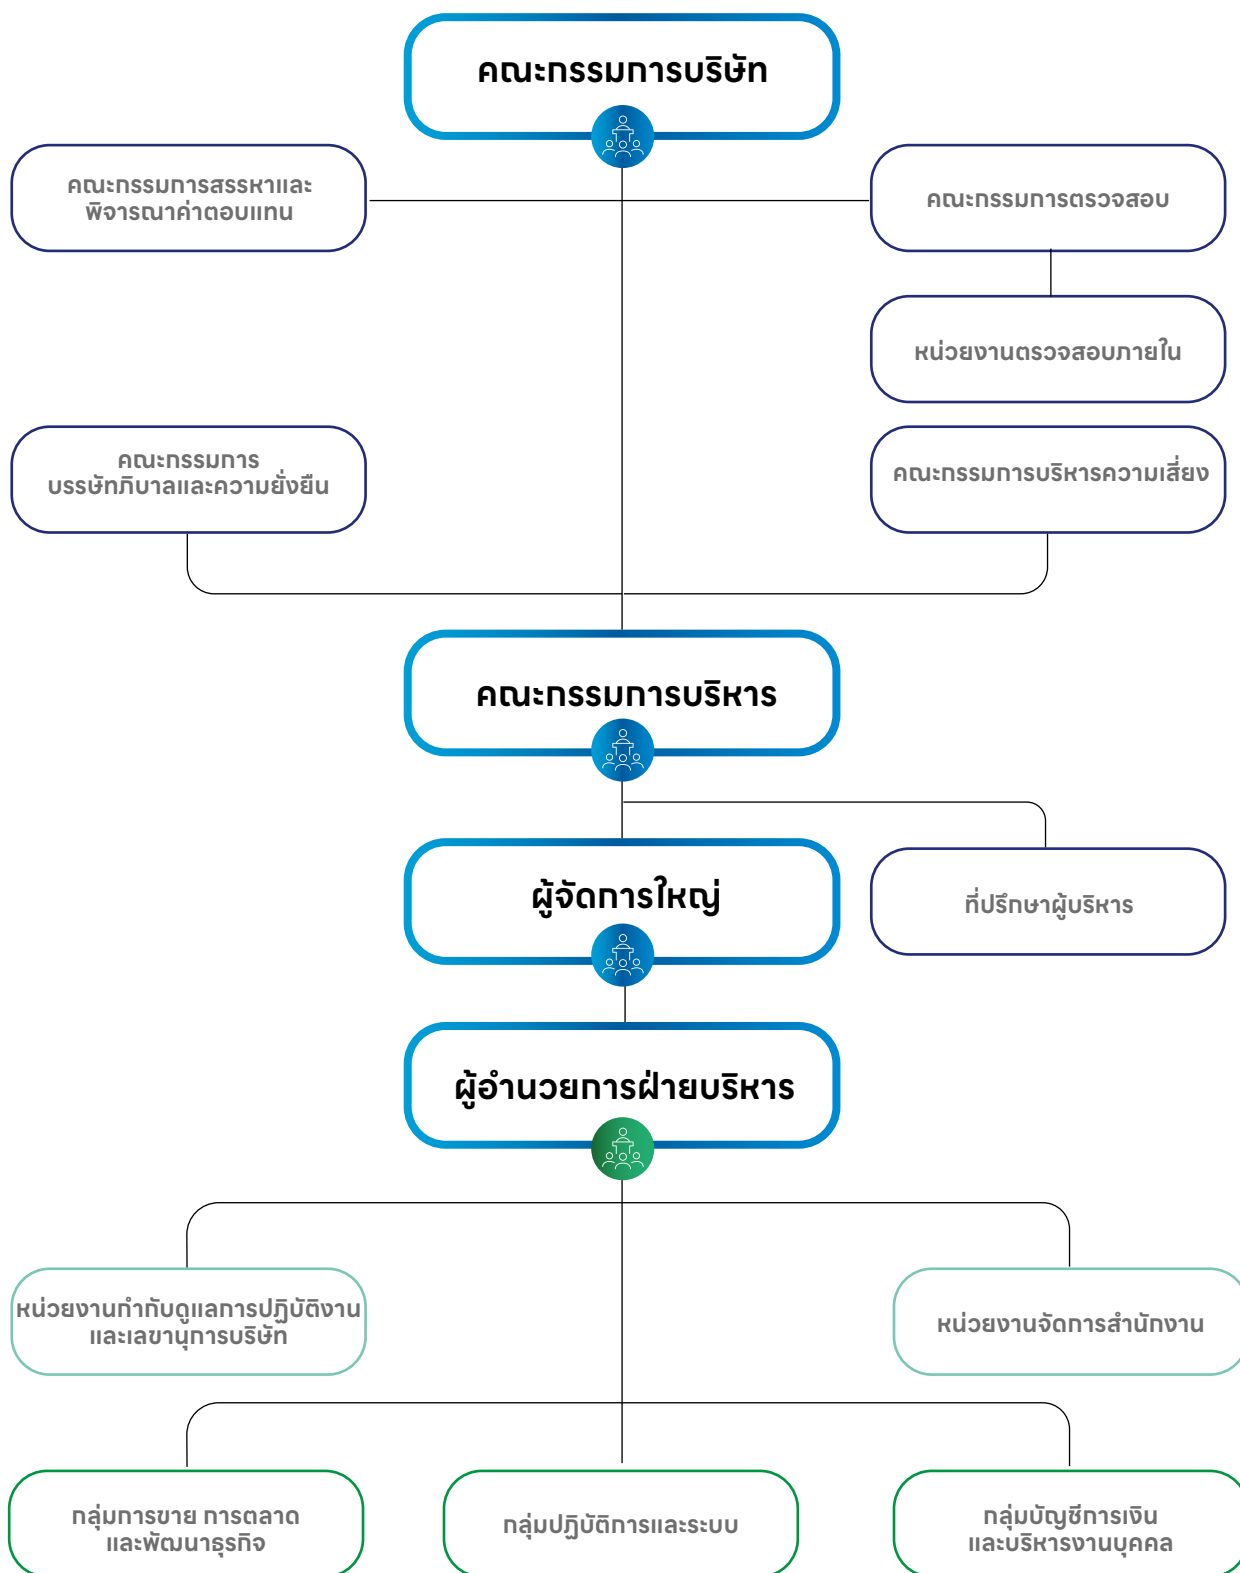 คณะกรรมการบริษัท
คณะกรรมการสรรหาและ
พิจารณาค่าตอบแทน
คณะกรรมการตรวจสอบ
หน่วยงานตรวจสอบภายใน
คณะกรรมการ
บรรษัทภิบาลและความยั่งยืน
คณะกรรมการบริหารความเสี่ยง
คณะกรรมการบริหาร
ผู้จัดการใหญ่
ที่ปรึกษาผู้บริหาร
ผู้อำนวยการฝ่ายบริหาร
หน่วยงานกำกับดูแลการปฏิบัติงาน
และเลขานุการบริษัท
หน่วยงานจัดการสำนักงาน
กลุ่มการขาย การตลาด
และพัฒนาธุรกิจ
กลุ่มปฏิบัติการและระบบ
กลุ่มบัญชีการเงิน
และบริหารงานบุคคล